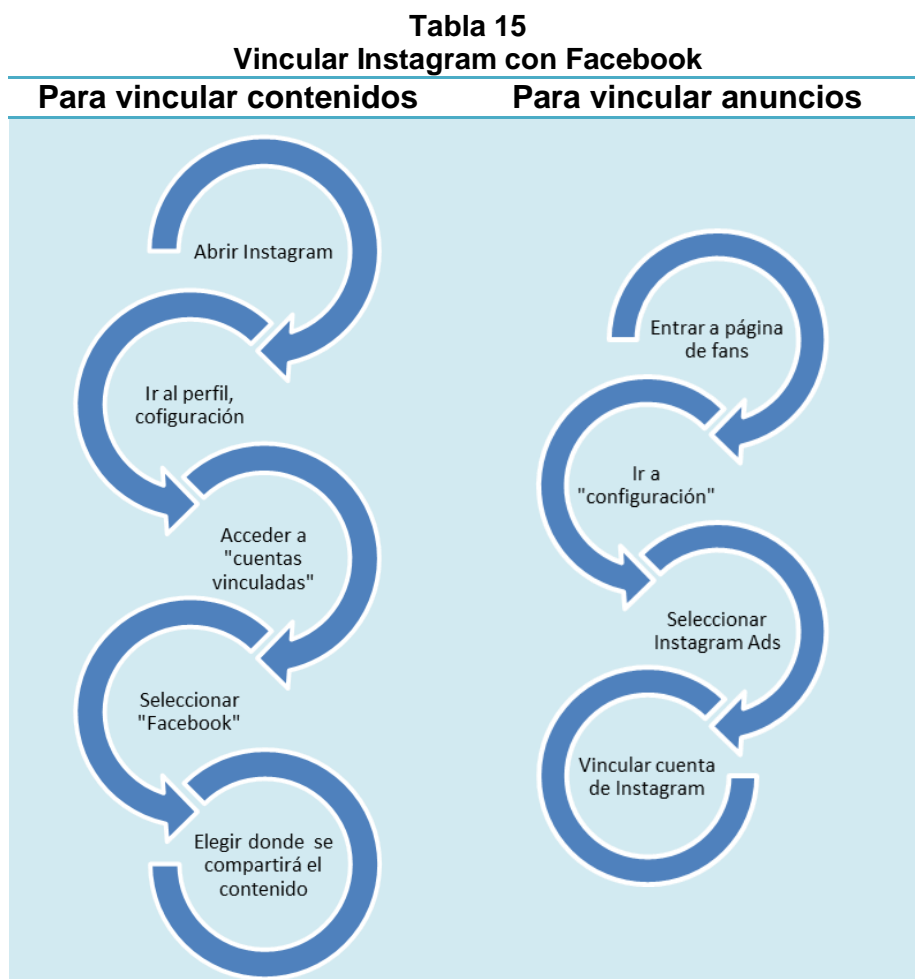 Tabla 15
Vincular Instagram con Facebook
Para vincular contenidos
Para vincular anuncios
Abrir Instagram
Ir al perfil,
cofiguración
Acceder a
"cuentas
vinculadas"
Seleccionar
"Facebook"
Elegir donde se
compartirá el
contenido
Entrar a página
de fans
Ir a
"configuración"
Seleccionar
Instagram Ads
Vincular cuenta
de Instagram